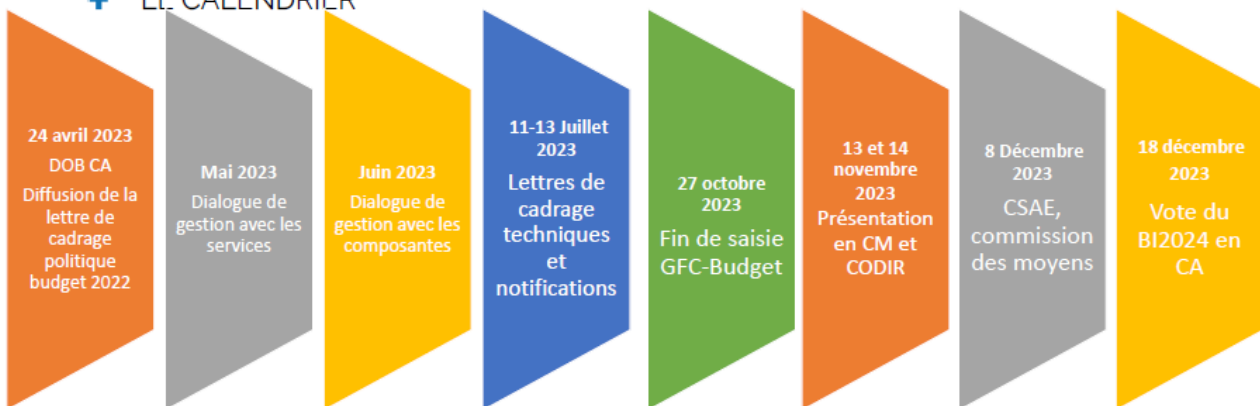 LE CALENDRIER
24 avril 2023
DOB CA
Diffusion de la
lettre de
cadrage
politique
budget 2022
Mai 2023
Dialogue de
gestion avec les
services
Juin 2023
Dialogue de
gestion avec les
composantes
11-13 Juillet
2023
Lettres de
cadrage
techniques
et
notifications
27 octobre
2023
Fin de saisie
GFC-Budget
13 et 14
novembre
2023
Présentation
en CM et
CODIR
8 Décembre
2023
CSAE,
commission
des moyens
18 décembre
2023
Vote du
BI2024 en
CA